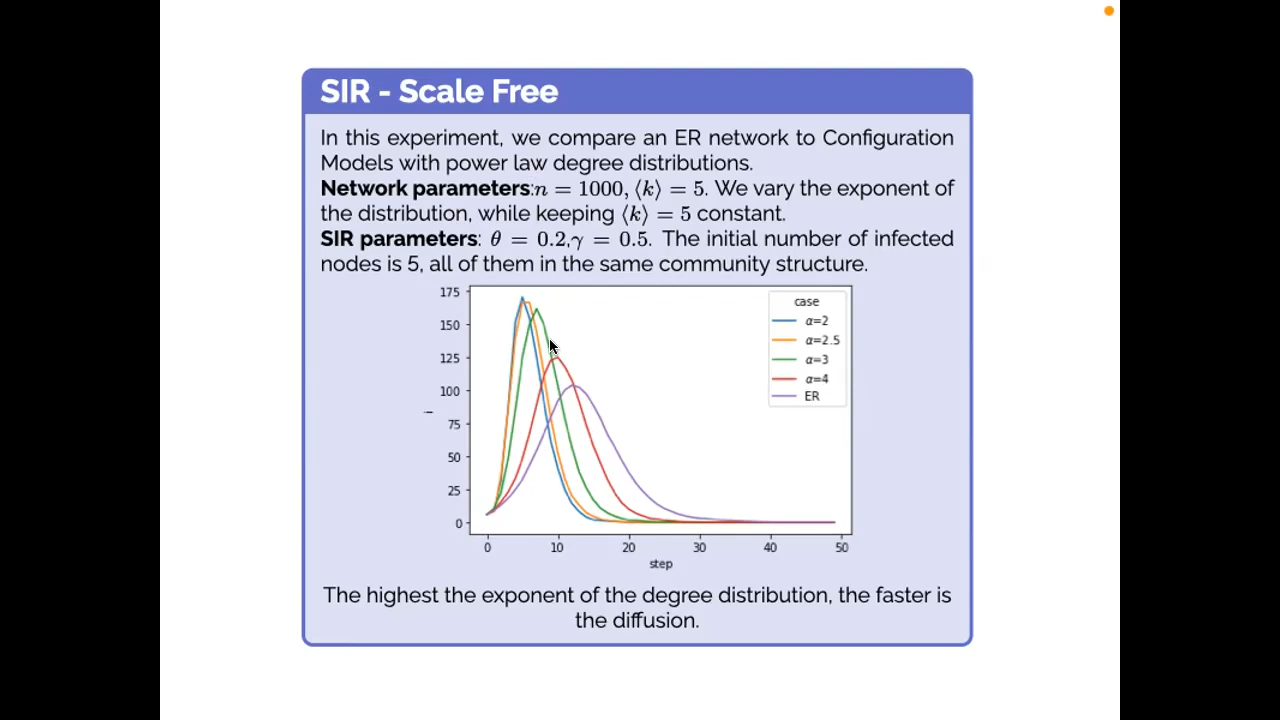 SIR - Scale Free
In this experiment, we compare an ER network to Configuration
Models with power law degree distributions.
Network parameters:n = 1000, ⟨k⟩ = 5. We vary the exponent of
the distribution, while keeping ⟨k⟩ = 5 constant.
SIR parameters: θ = 0.2,γ = 0.5. The initial number of infected
nodes is 5, all of them in the same community structure.
175
150
125
100
75
50
25
0
0 10 20 30 40 50
step
case
α=2
α=2.5
α=3
α=4
ER
The highest the exponent of the degree distribution, the faster is
the diffusion.